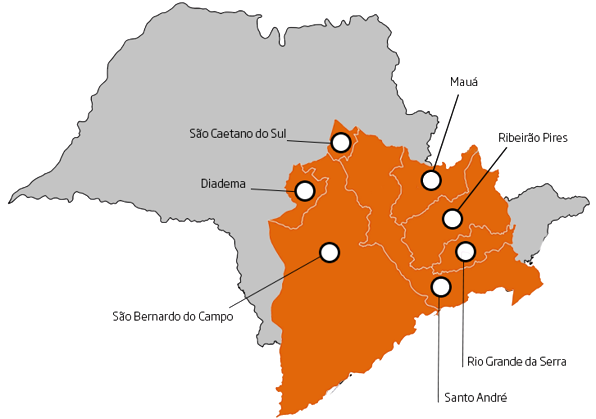 Mauá
São Caetano do Sul
Ribeirão Pires
Diadema
São Bernardo do Campo
Rio Grande da Serra
Santo André